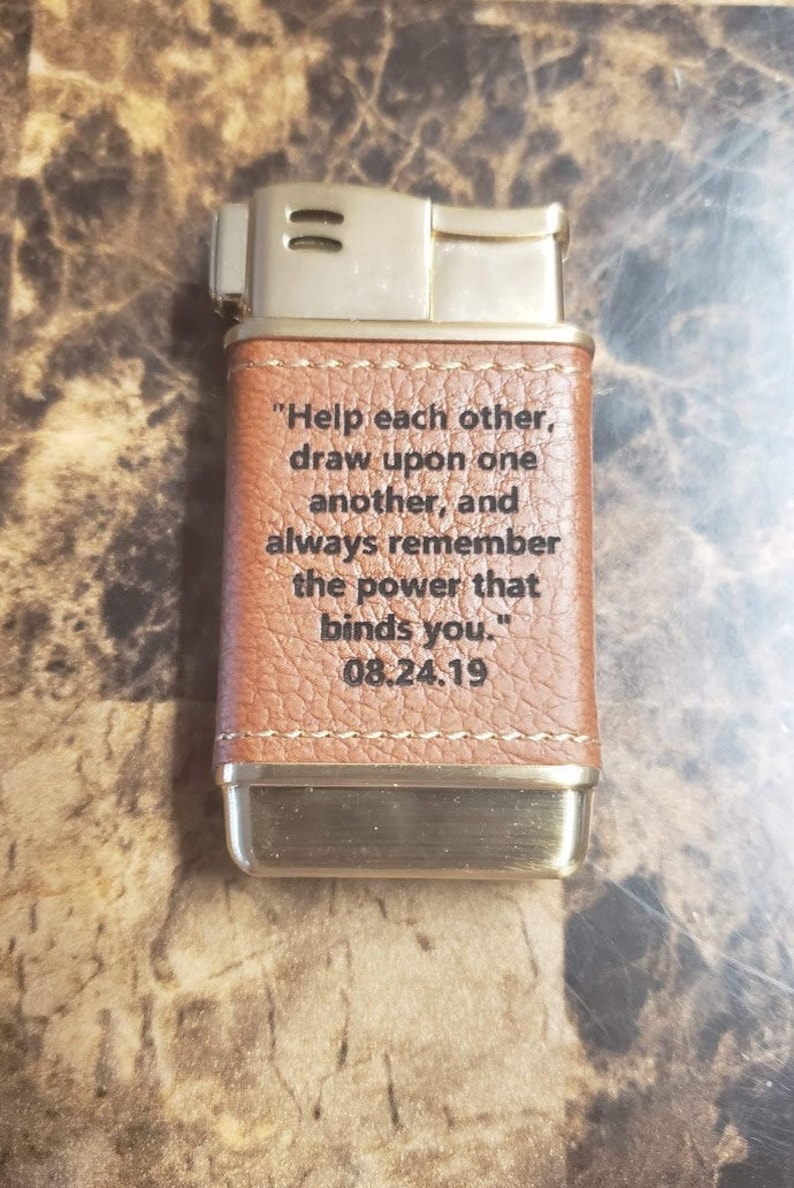 "Help each other,
draw upon one
another, and
always remember
the power that
binds you."
08.24.19